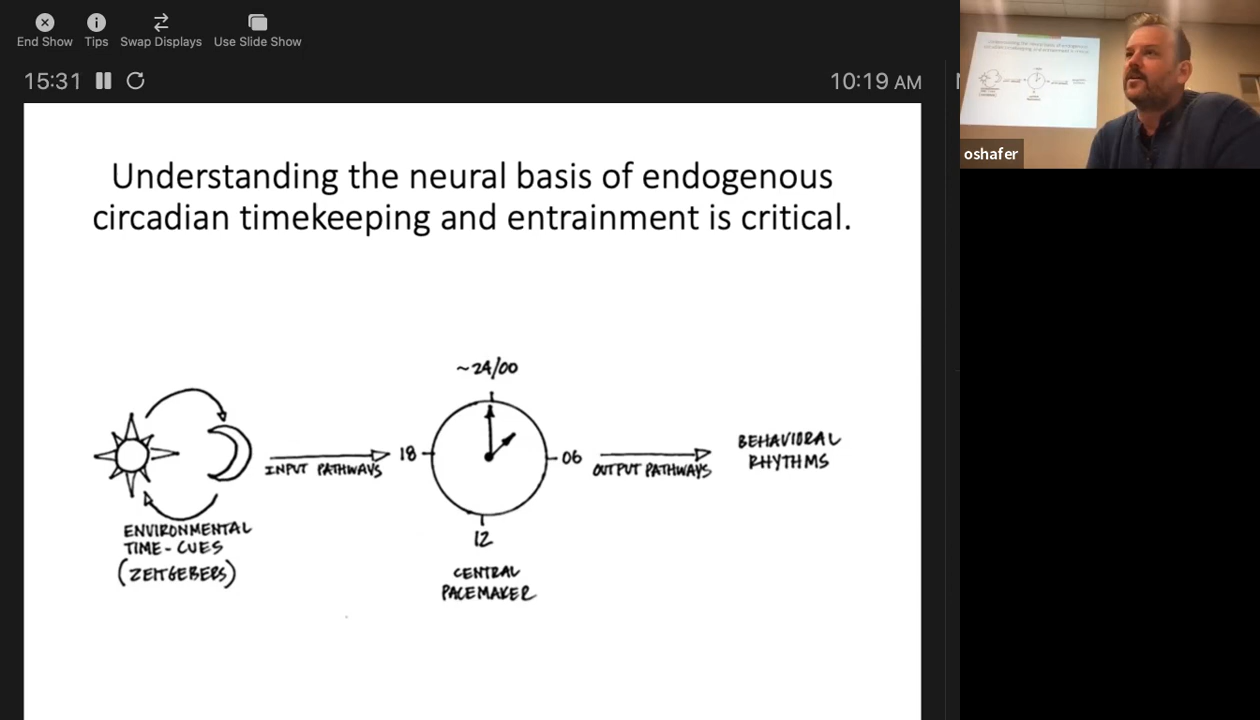 End Show
Tips
Swap Displays
Use Slide Show
15:31
10:19 AM
Understanding the neural basis of endogenous
circadian timekeeping and entrainment is critical.
~24/00
18
06
12
INPUT PATHWAYS
OUTPUT PATHWAYS
BEHAVIORAL
RHYTHMS
ENVIRONMENTAL
TIME-CUES
(ZEITGEBERS)
CENTRAL
PACEMAKER
oshafer